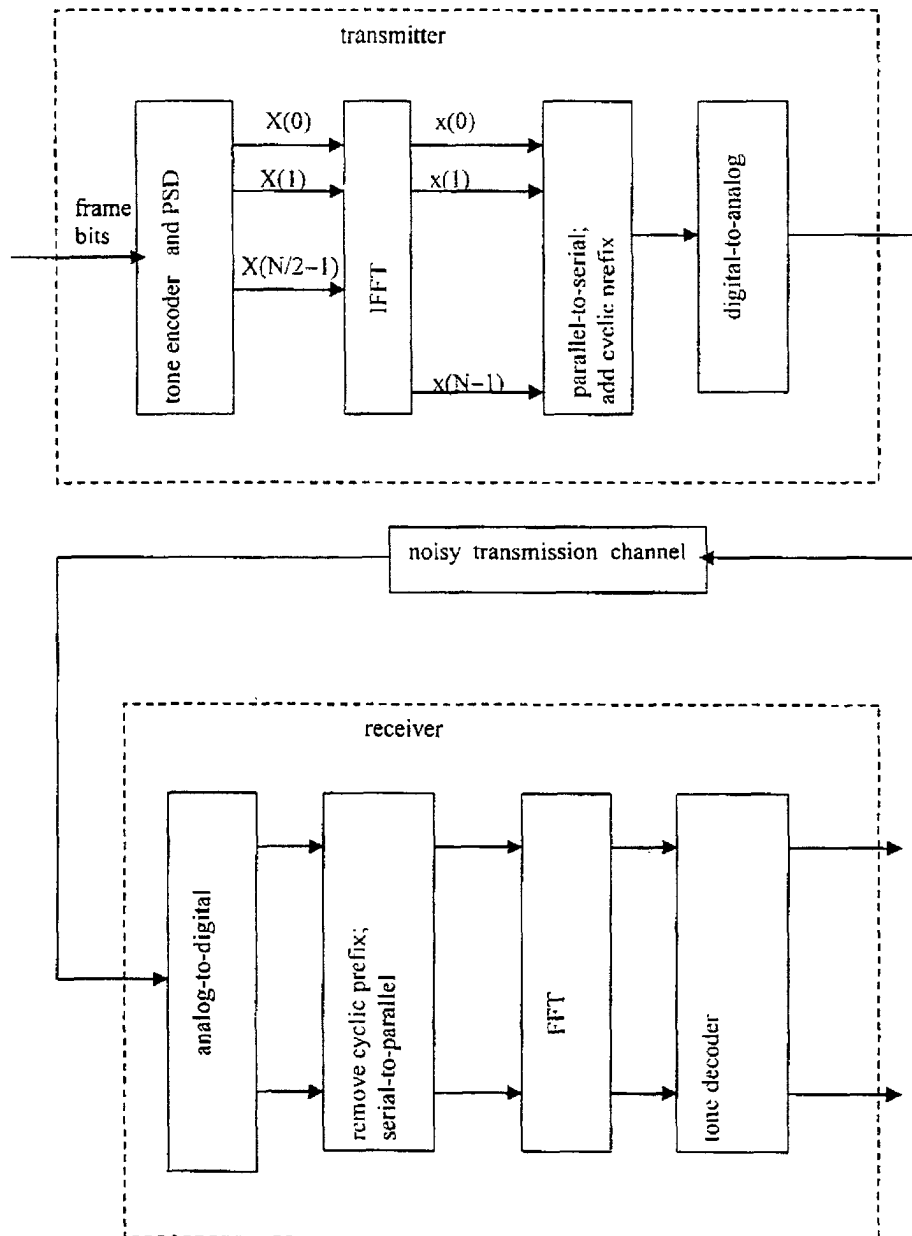 transmitter
frame
bits
tone encoder and PSD
X(0)
X(1)
X(N/2−1)
IFFT
x(0)
x(1)
x(N−1)
parallel-to-serial;
add cyclic prefix
digital-to-analog
noisy transmission channel
receiver
analog-to-digital
remove cyclic prefix;
serial-to-parallel
FFT
tone decoder